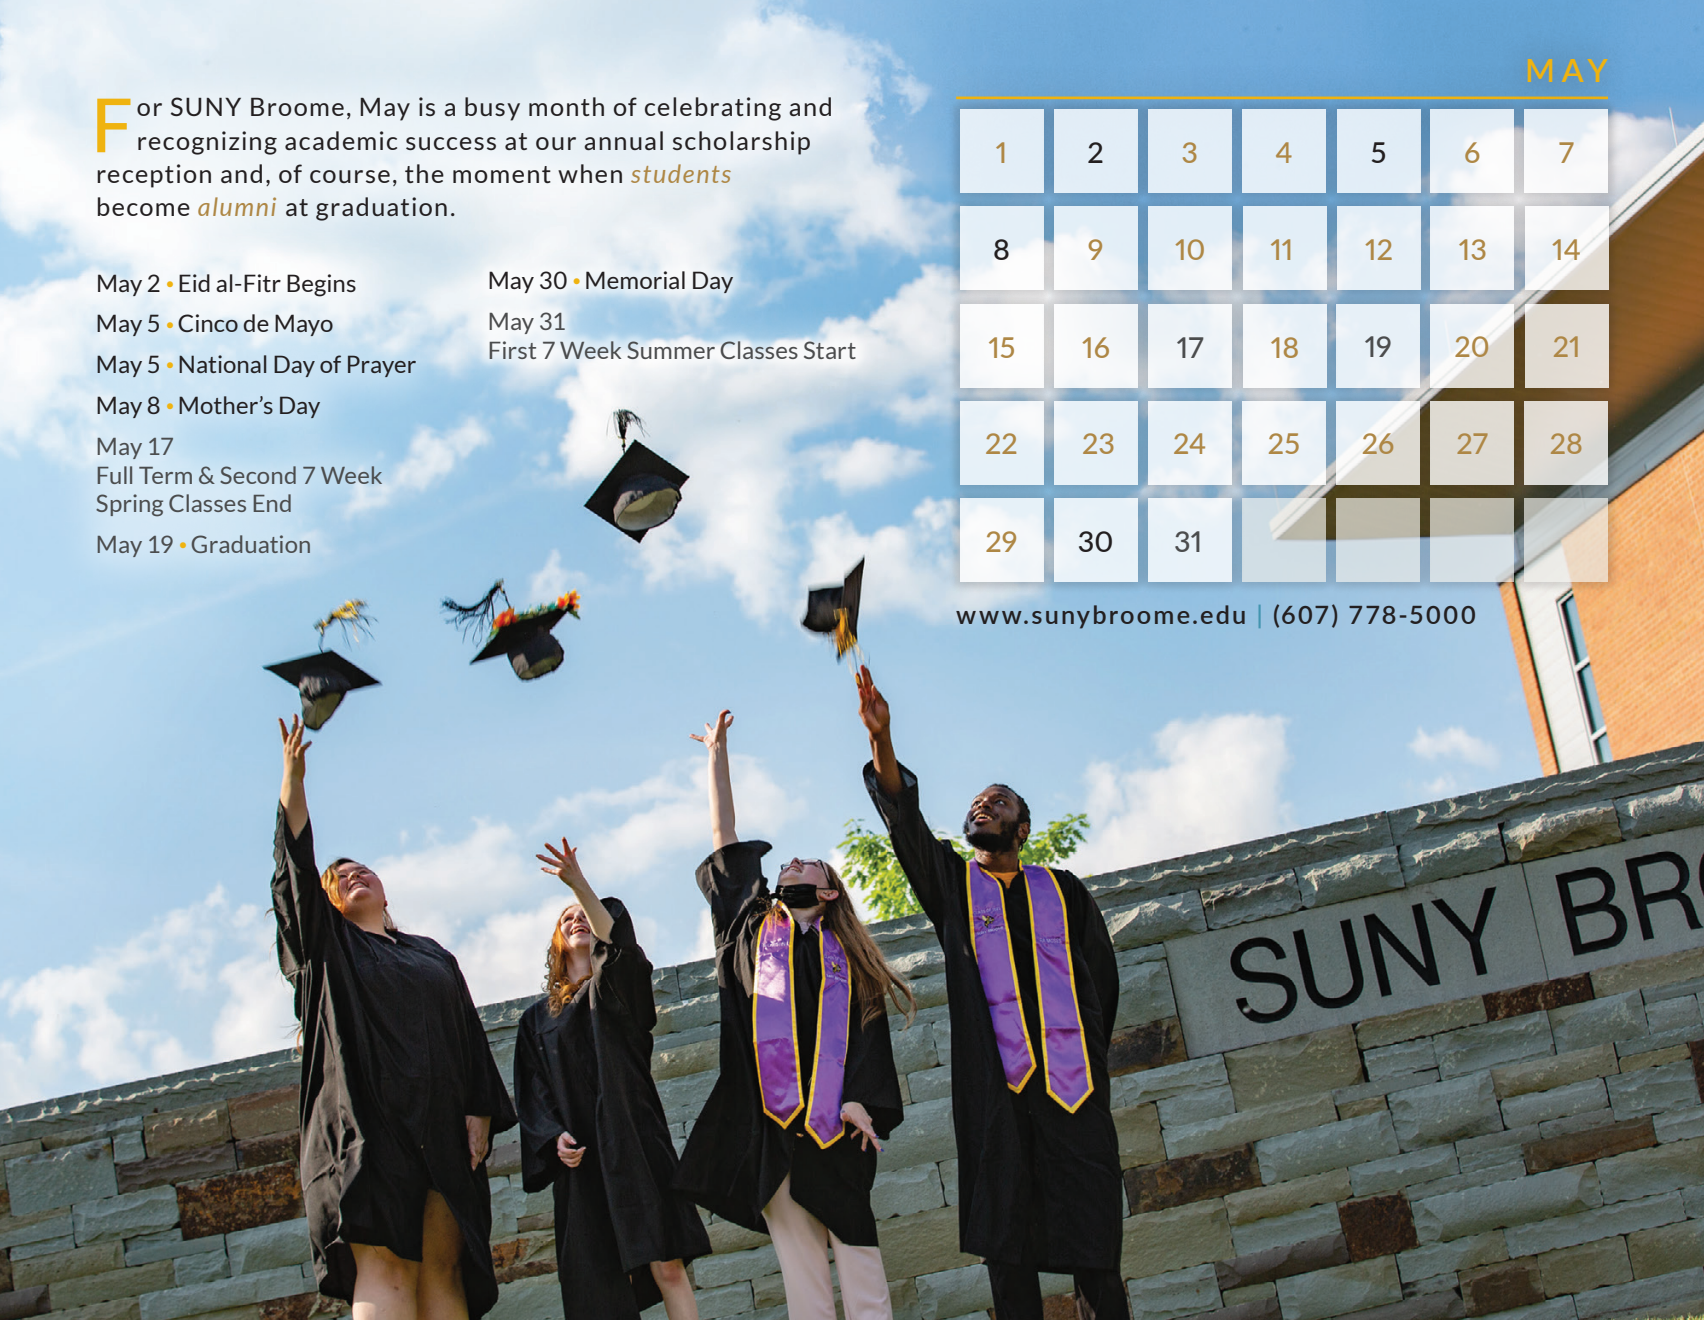 For SUNY Broome, May is a busy month of celebrating and
recognizing academic success at our annual scholarship
reception and, of course, the moment when students
become alumni at graduation.
May 2 • Eid al-Fitr Begins
May 5 • Cinco de Mayo
May 5 • National Day of Prayer
May 8 • Mother’s Day
May 17
Full Term & Second 7 Week
Spring Classes End
May 19 • Graduation
May 30 • Memorial Day
May 31
First 7 Week Summer Classes Start
MAY
1 2 3 4 5 6 7
8 9 10 11 12 13 14
15 16 17 18 19 20 21
22 23 24 25 26 27 28
29 30 31
www.sunybroome.edu | (607) 778-5000
SUNY BRO